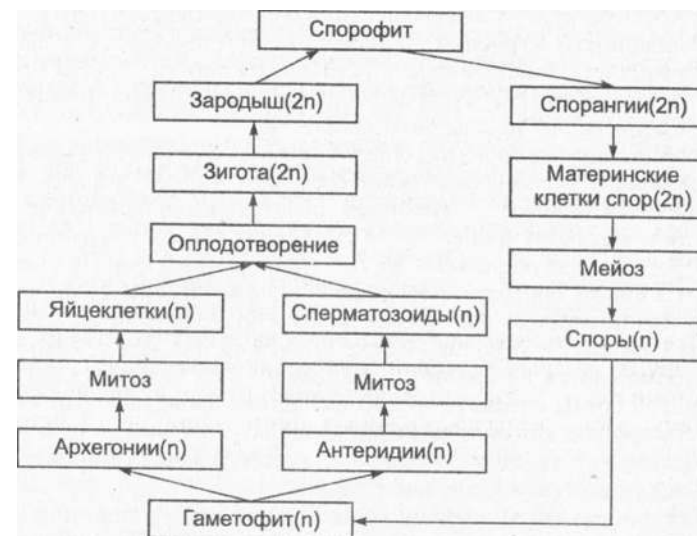 Спорофит
Зародыш(2n)
Спорангии(2n)
Зигота(2n)
Материнские
клетки спор(2n)
Оплодотворение
Мейоз
Яйцеклетки(n)
Сперматозоиды(n)
Споры(n)
Митоз
Митоз
Архегонии(n)
Антеридии(n)
Гаметофит(n)